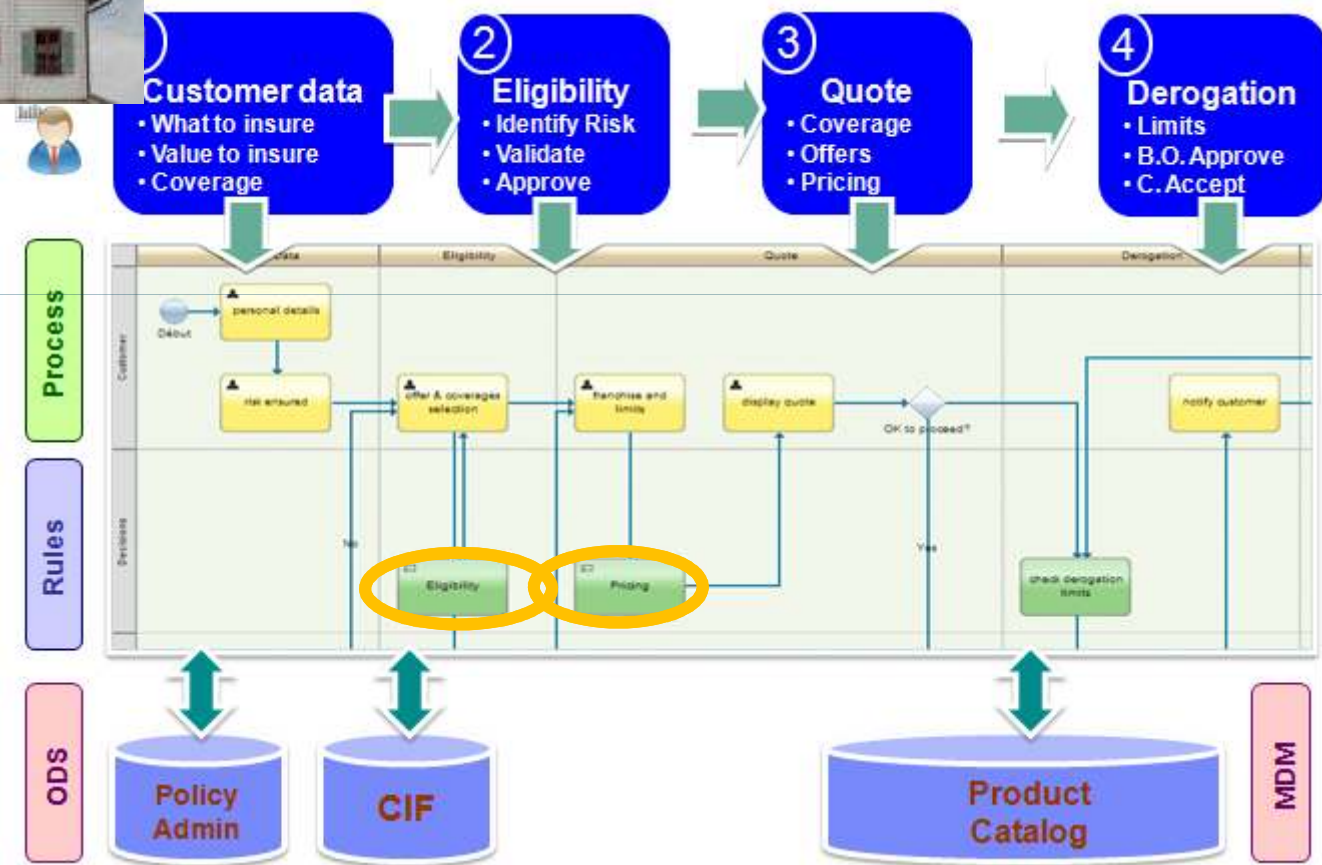 2
3
4
Customer data
• What to insure
• Value to insure
• Coverage
Eligibility
• Identify Risk
• Validate
• Approve
Quote
• Coverage
• Offers
• Pricing
Derogation
• Limits
• B.O. Approve
• C. Accept
Process
Rules
ODS
MDM
Eligibility
Quote
Derogation
Customer
Decisions
Début
personal details
risk ensured
offer & coverages
selection
franchise and
limits
display quote
OK to proceed?
notify customer
No
Eligibility
Pricing
Yes
check derogation
limits
Policy
Admin
CIF
Product
Catalog